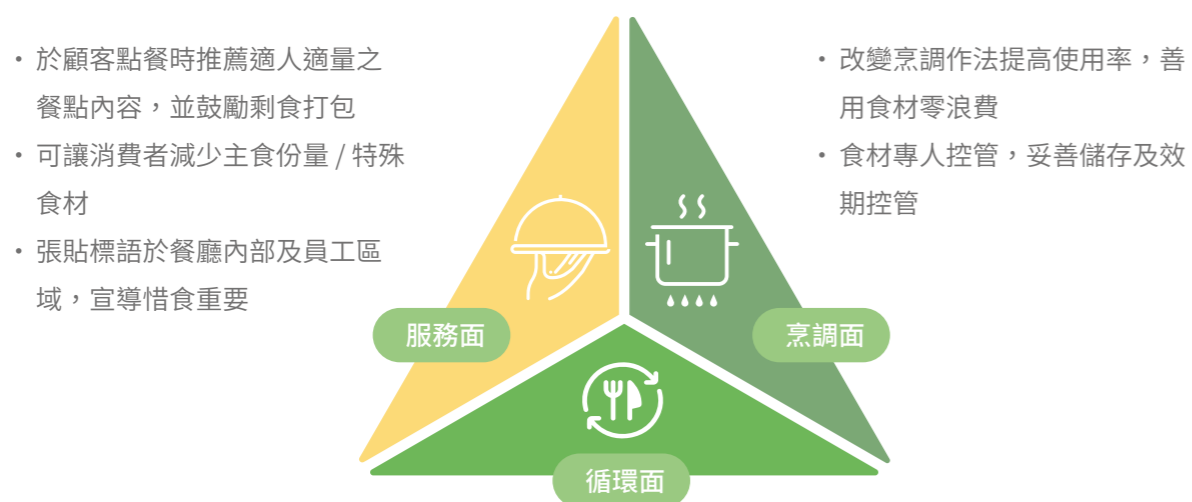 ・於顧客點餐時推薦適人適量之
餐點內容,並鼓勵剩食打包
・可讓消費者減少主食份量 / 特殊
食材
・張貼標語於餐廳內部及員工區
域,宣導惜食重要
・改變烹調作法提高使用率,善
用食材零浪費
・食材專人控管,妥善儲存及效
期控管
服務面
烹調面
循環面